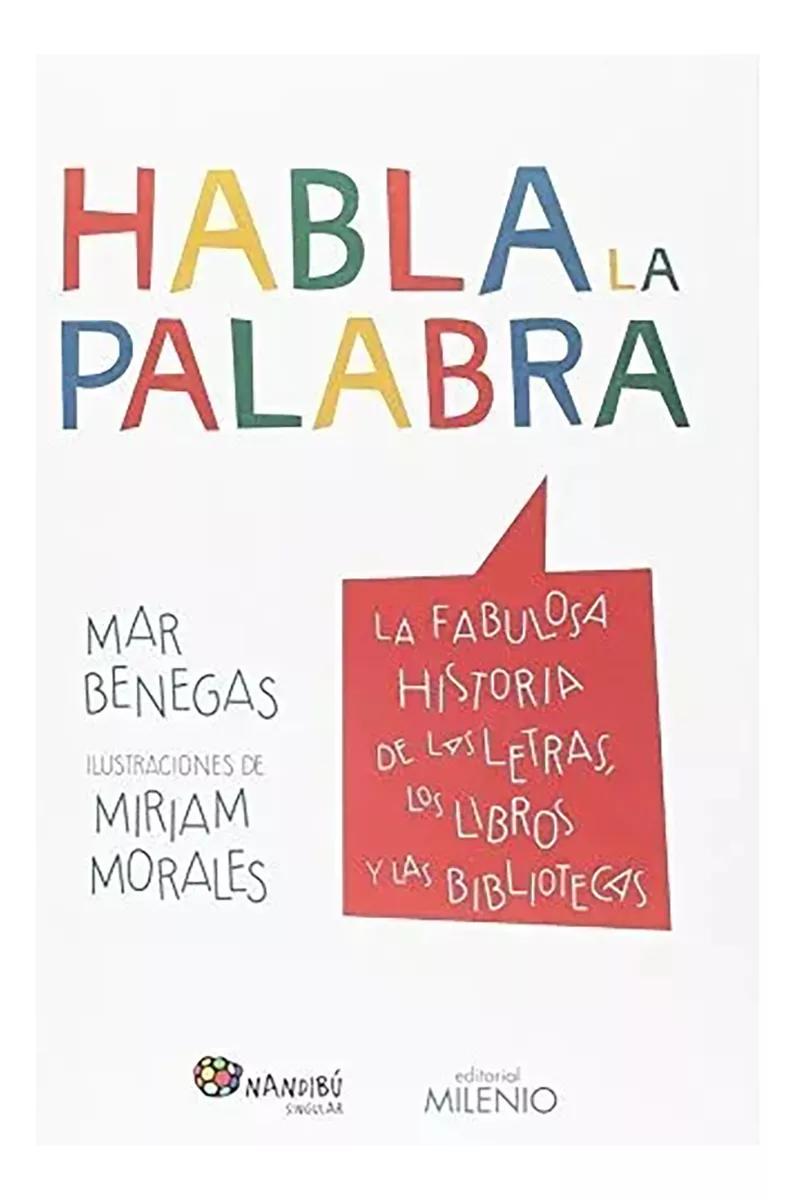 HABLA LA
PALABRA
MAR
BENEGAS
ILUSTRACIONES DE
MIRIAM
MORALES
LA FABULOSA
HISTORIA
DE LAS LETRAS,
LOS LIBROS
Y LAS BIBLIOTECAS
NANDIBÚ
SINGULAR
editorial
MILENIO